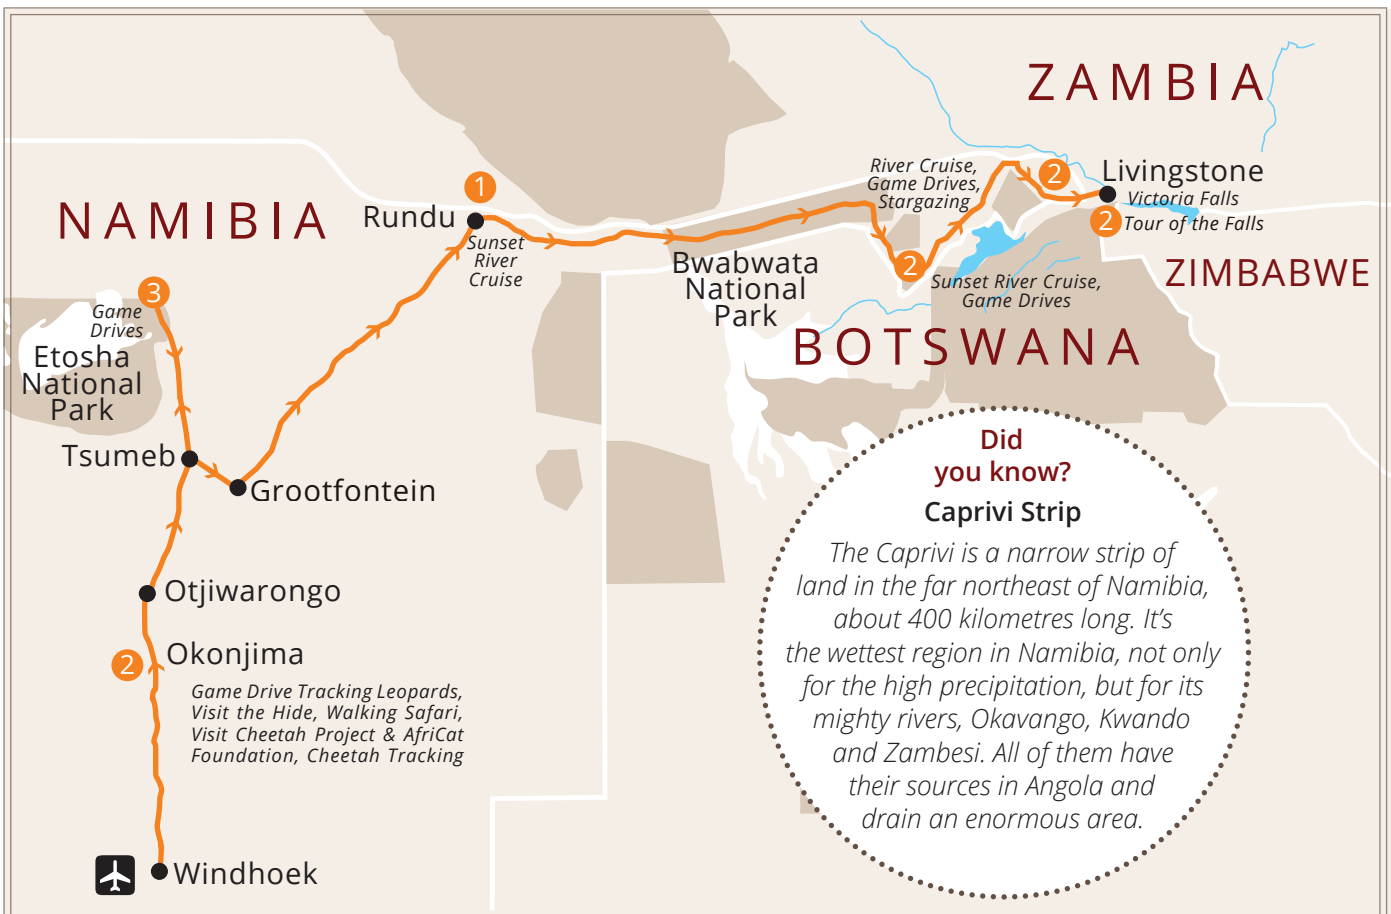 ZAMBIA
NAMIBIA
1
Rundu
Sunset
River
Cruise
River Cruise,
Game Drives,
Stargazing
2
Livingstone
Victoria Falls
2
Tour of the Falls
ZIMBABWE
2
Sunset River Cruise,
Game Drives
Bwabwata
National
Park
BOTSWANA
3
Game
Drives
Etosha
National
Park
Tsumeb
Grootfontein
Otjiwarongo
2
Okonjima
Game Drive Tracking Leopards,
Visit the Hide, Walking Safari,
Visit Cheetah Project & AfriCat
Foundation, Cheetah Tracking
Windhoek
Did
you know?
Caprivi Strip
The Caprivi is a narrow strip of
land in the far northeast of Namibia,
about 400 kilometres long. It’s
the wettest region in Namibia, not only
for the high precipitation, but for its
mighty rivers, Okavango, Kwando
and Zambesi. All of them have
their sources in Angola and
drain an enormous area.